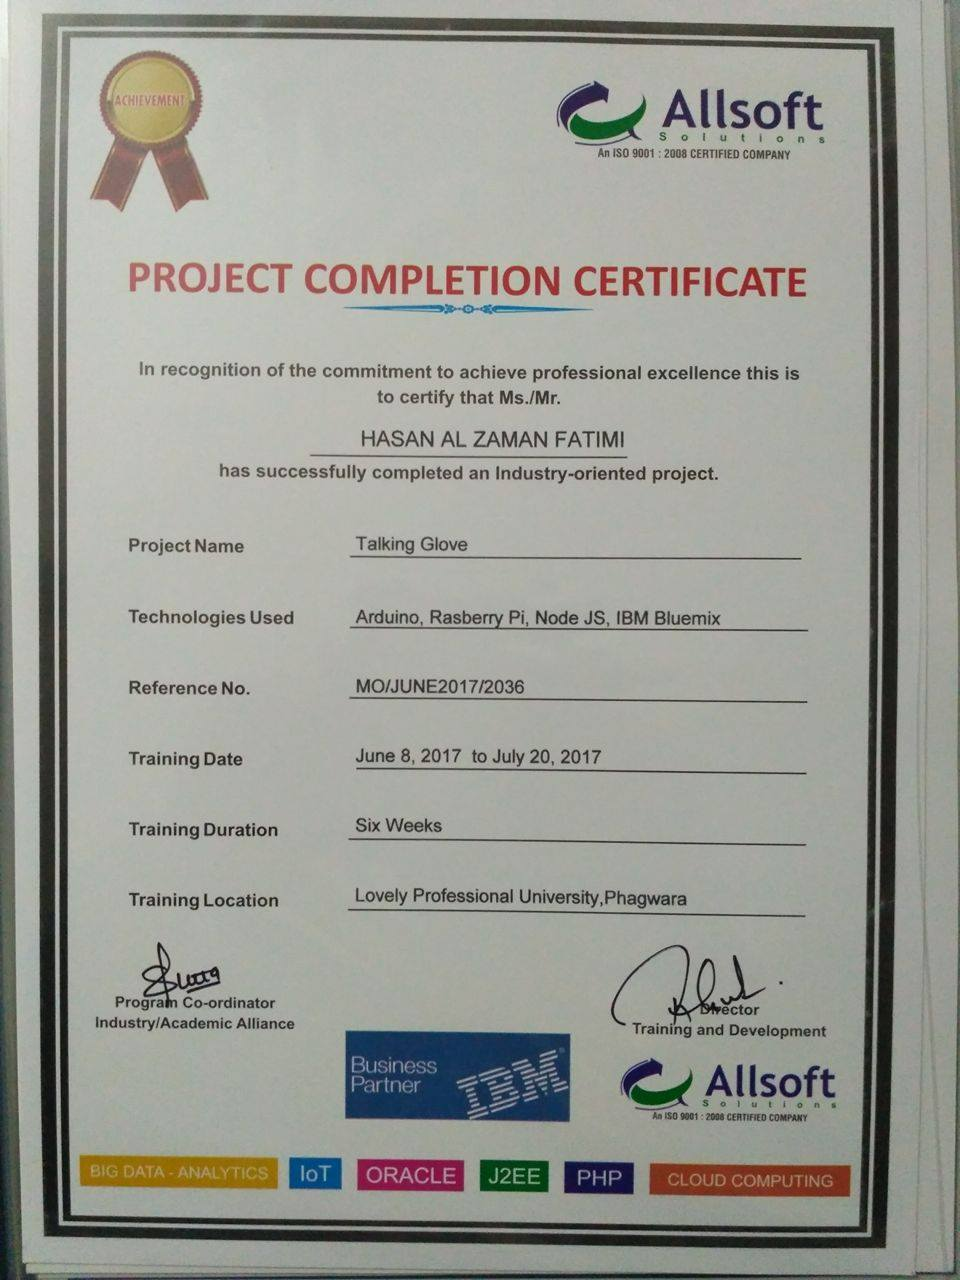 ACHIEVEMENT
Allsoft
Solutions
An ISO 9001 : 2008 CERTIFIED COMPANY
PROJECT COMPLETION CERTIFICATE
In recognition of the commitment to achieve professional excellence this is
to certify that Ms./Mr.
HASAN AL ZAMAN FATIMI
has successfully completed an Industry-oriented project.
Project Name Talking Glove
Technologies Used Arduino, Rasberry Pi, Node JS, IBM Bluemix
Reference No. MO/JUNE2017/2036
Training Date June 8, 2017 to July 20, 2017
Training Duration Six Weeks
Training Location Lovely Professional University,Phagwara
Program Co-ordinator
Industry/Academic Alliance
Director
Training and Development
Business
Partner
IBM
Allsoft
Solutions
An ISO 9001 : 2008 CERTIFIED COMPANY
BIG DATA - ANALYTICS IoT ORACLE J2EE PHP CLOUD COMPUTING